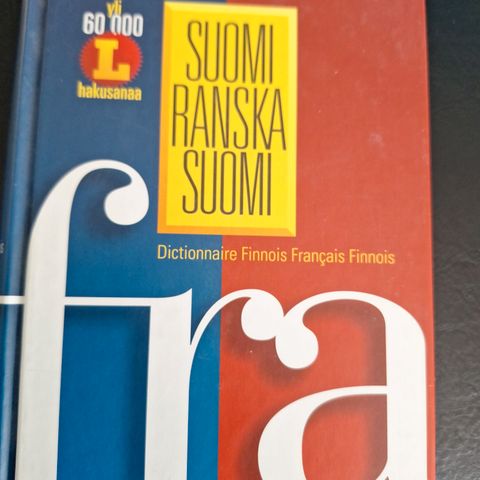 yli
60 000
L
hakusanaa
SUOMI
RANSKA
SUOMI
Dictionnaire Finnois Français Finnois
fra